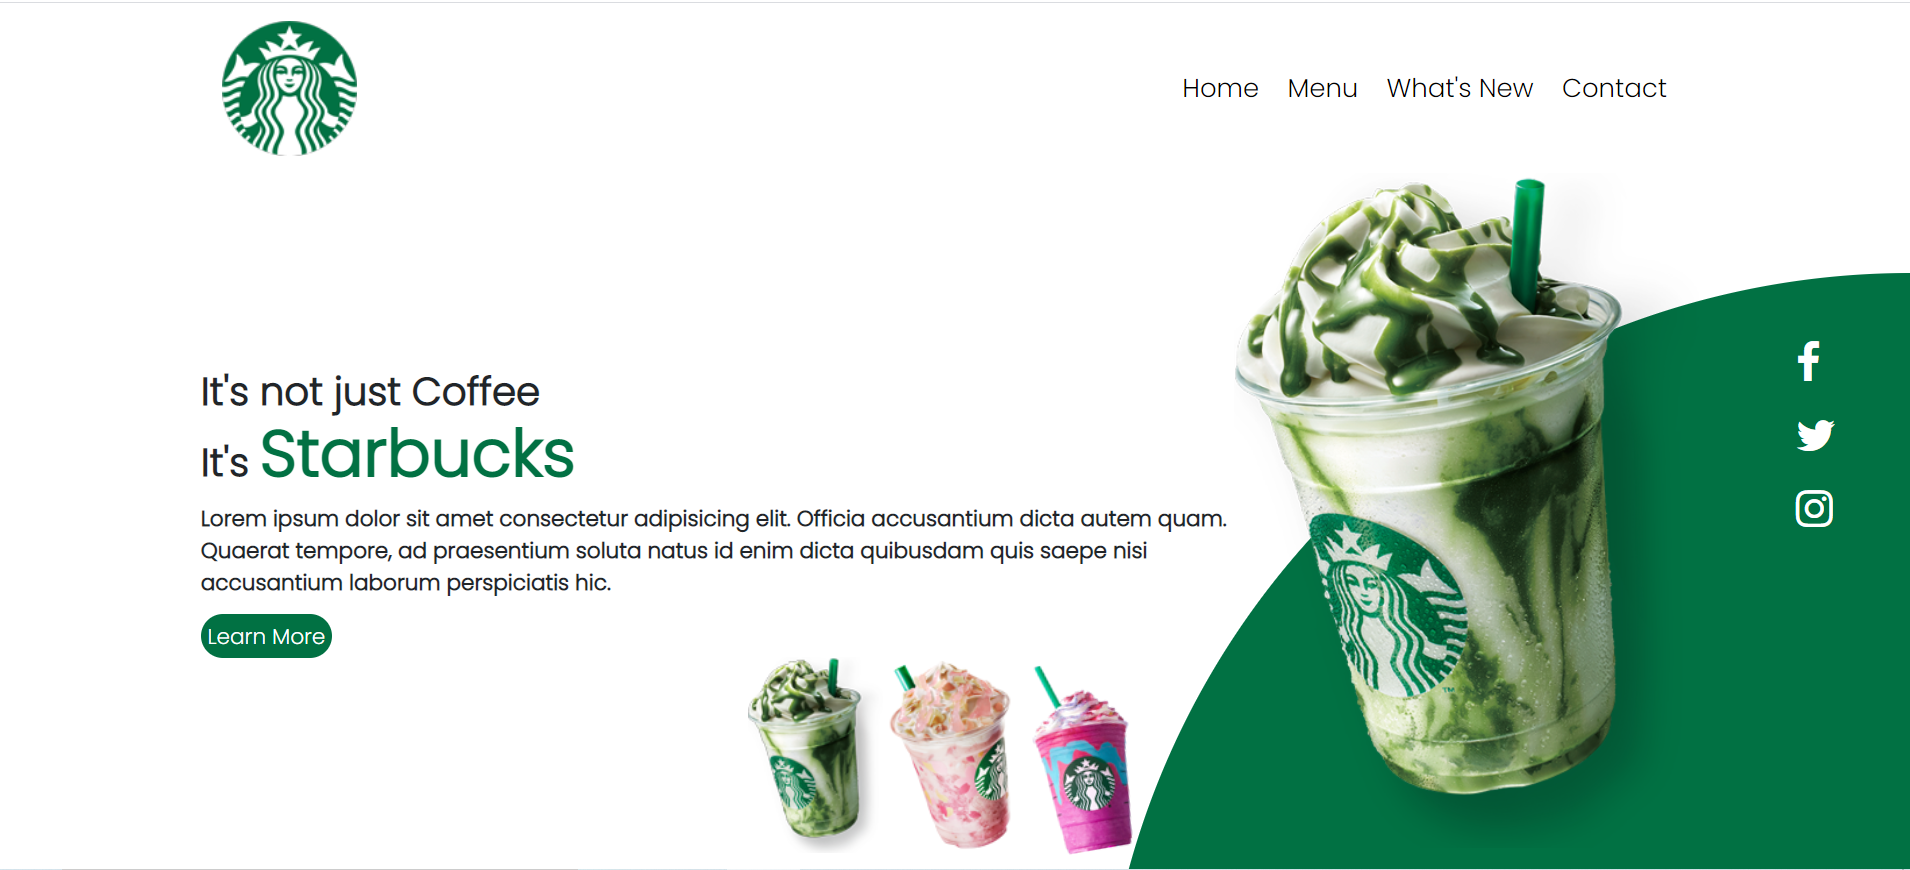 Home Menu What's New Contact
It's not just Coffee
It's Starbucks
Lorem ipsum dolor sit amet consectetur adipisicing elit. Officia accusantium dicta autem quam.
Quaerat tempore, ad praesentium soluta natus id enim dicta quibusdam quis saepe nisi
accusantium laborum perspiciatis hic.
Learn More
TM